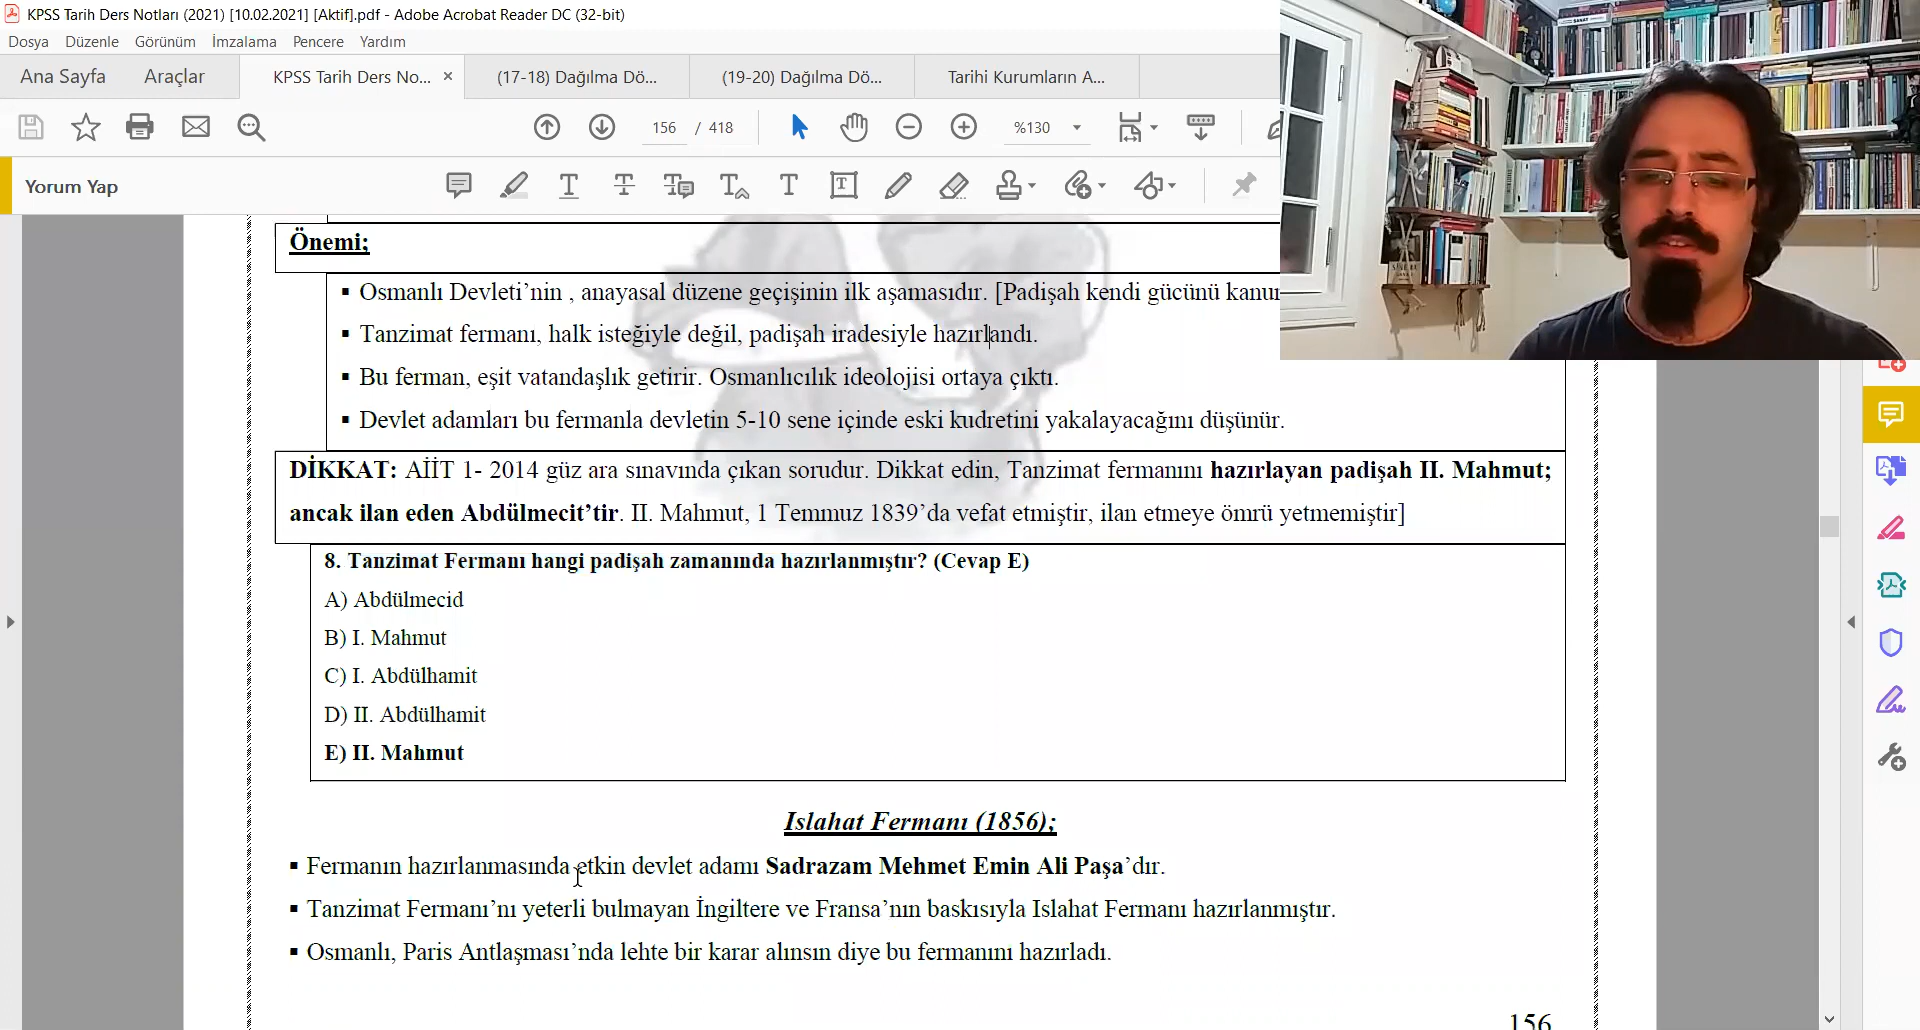 KPSS Tarih Ders Notları (2021) [10.02.2021] [Aktif].pdf - Adobe Acrobat Reader DC (32-bit)
Dosya Düzenle Görünüm İmzalama Pencere Yardım
Ana Sayfa Araçlar KPSS Tarih Ders No... × (17-18) Dağılma Dö... (19-20) Dağılma Dö... Tarihi Kurumların A...
156 / 418 %130
Yorum Yap
Önemi;
▪ Osmanlı Devleti’nin , anayasal düzene geçişinin ilk aşamasıdır. [Padişah kendi gücünü kanun
▪ Tanzimat fermanı, halk isteğiyle değil, padişah iradesiyle hazırlandı.
▪ Bu ferman, eşit vatandaşlık getirir. Osmanlıcılık ideolojisi ortaya çıktı.
▪ Devlet adamları bu fermanla devletin 5-10 sene içinde eski kudretini yakalayacağını düşünür.
DİKKAT: AİİT 1- 2014 güz ara sınavında çıkan sorudur. Dikkat edin, Tanzimat fermanını hazırlayan padişah II. Mahmut;
ancak ilan eden Abdülmecit’tir. II. Mahmut, 1 Temmuz 1839’da vefat etmiştir, ilan etmeye ömrü yetmemiştir]
8. Tanzimat Fermanı hangi padişah zamanında hazırlanmıştır? (Cevap E)
A) Abdülmecid
B) I. Mahmut
C) I. Abdülhamit
D) II. Abdülhamit
E) II. Mahmut
Islahat Fermanı (1856);
▪ Fermanın hazırlanmasında etkin devlet adamı Sadrazam Mehmet Emin Ali Paşa’dır.
▪ Tanzimat Fermanı’nı yeterli bulmayan İngiltere ve Fransa’nın baskısıyla Islahat Fermanı hazırlanmıştır.
▪ Osmanlı, Paris Antlaşması’nda lehte bir karar alınsın diye bu fermanını hazırladı.
156